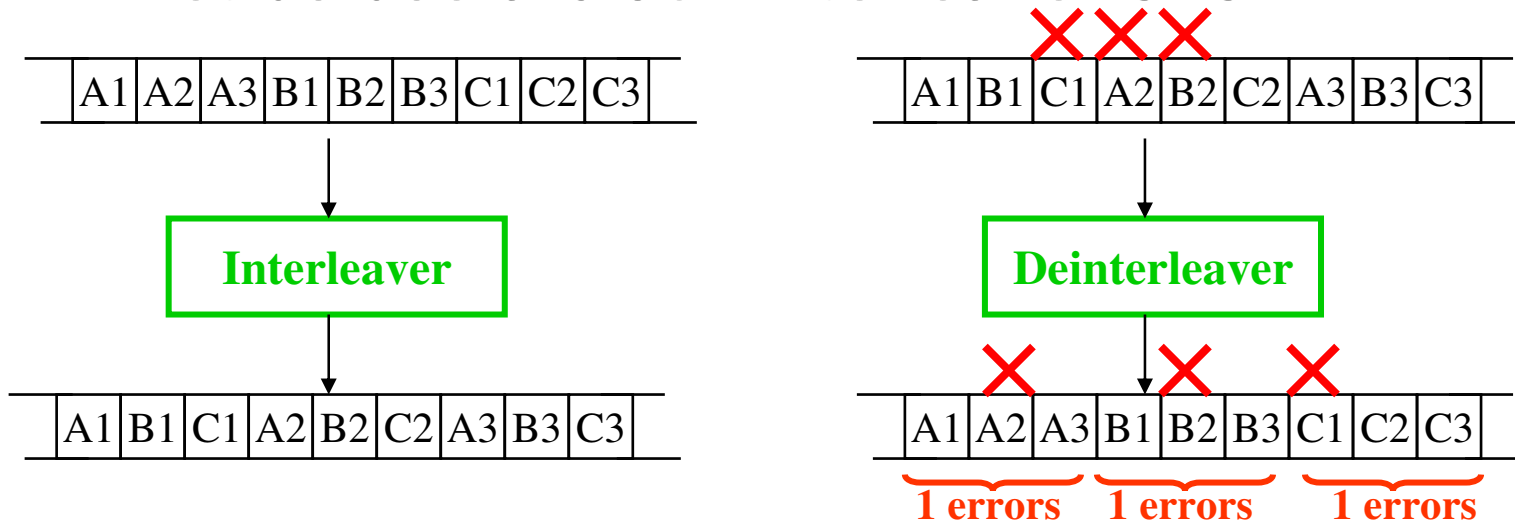 A1 A2 A3 B1 B2 B3 C1 C2 C3
A1 B1 C1 A2 B2 C2 A3 B3 C3
Interleaver
Deinterleaver
A1 B1 C1 A2 B2 C2 A3 B3 C3
A1 A2 A3 B1 B2 B3 C1 C2 C3
1 errors 1 errors 1 errors